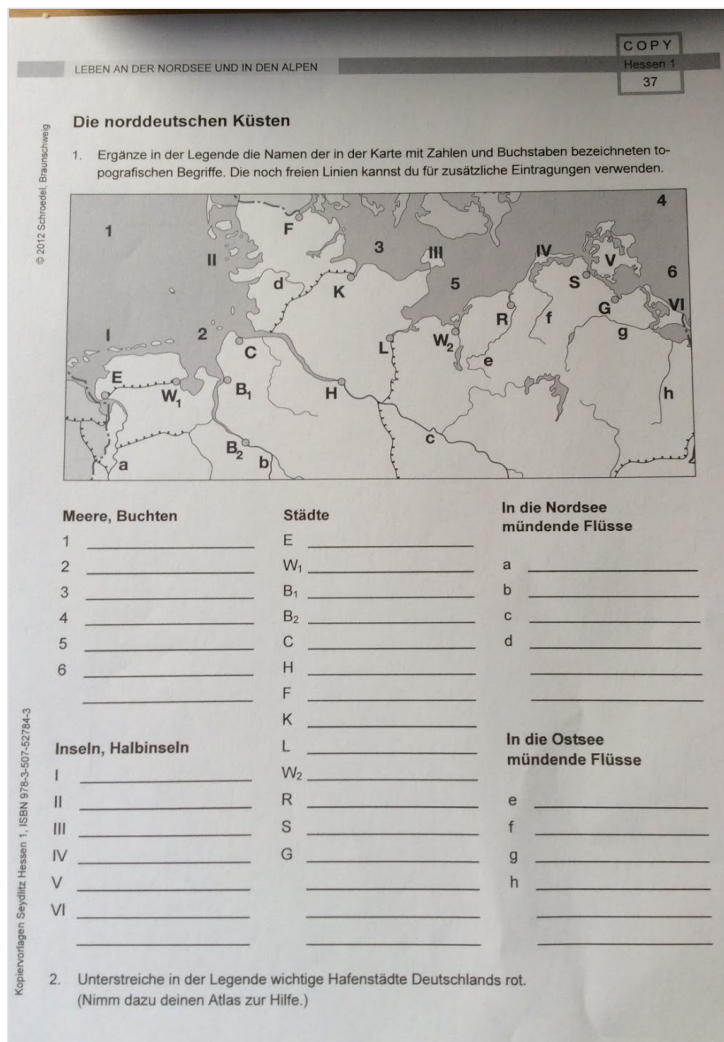 COPY
LEBEN AN DER NORDSEE UND IN DEN ALPEN
Hessen 1
37
Die norddeutschen Küsten
1. Ergänze in der Legende die Namen der in der Karte mit Zahlen und Buchstaben bezeichneten to-
pografischen Begriffe. Die noch freien Linien kannst du für zusätzliche Eintragungen verwenden.
© 2012 Schroedel, Braunschweig
1
II
F
3
III
IV
V
4
6
VI
d
K
5
S
G
I
2
C
L
W2
R
f
g
e
E
W1
B1
H
h
a
B2
b
c
Meere, Buchten
1
2
3
4
5
6
Inseln, Halbinseln
I
II
III
IV
V
VI
Städte
E
W1
B1
B2
C
H
F
K
L
W2
R
S
G
In die Nordsee
mündende Flüsse
a
b
c
d
In die Ostsee
mündende Flüsse
e
f
g
h
2. Unterstreiche in der Legende wichtige Hafenstädte Deutschlands rot.
(Nimm dazu deinen Atlas zur Hilfe.)
Kopiervorlagen Seydlitz Hessen 1, ISBN 978-3-507-52784-3